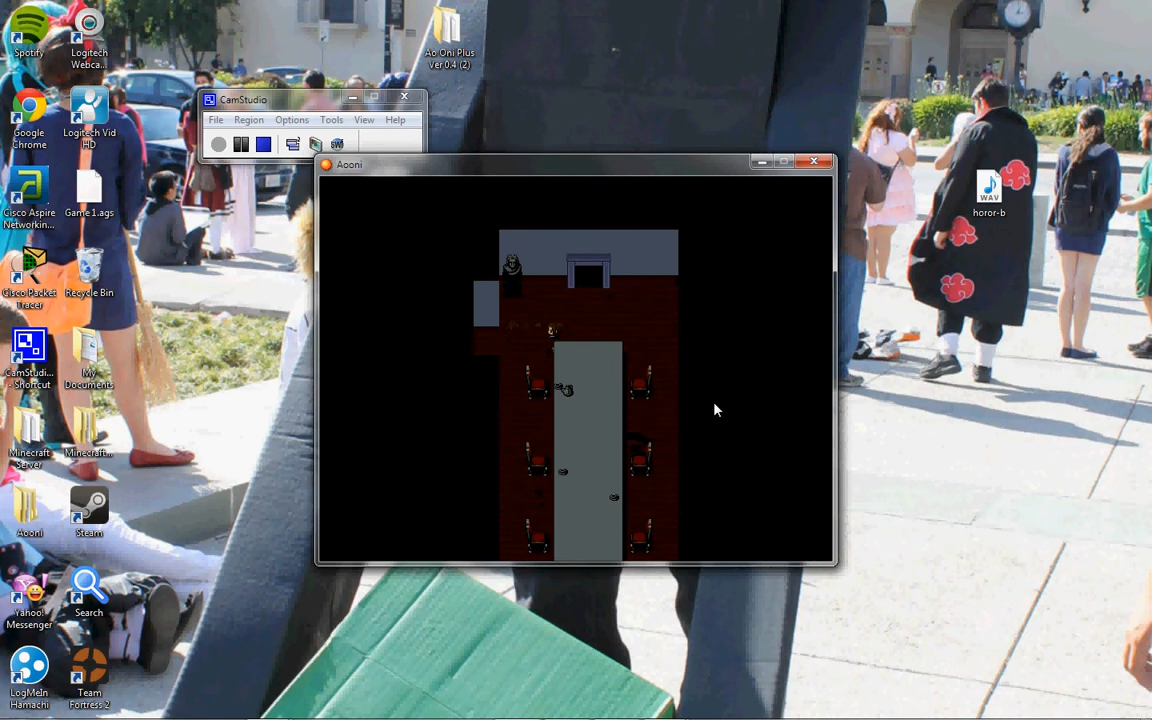 Spotify
Logitech
Webca...
Ao Oni Plus
Ver 0.4 (2)
CamStudio
File Region Options Tools View Help
Google
Chrome
Logitech Vid
HD
Aooni
WAV
horor-b
Cisco Aspire
Networkin...
Game1.ags
Cisco Packet
Tracer
Recycle Bin
CamStudi...
- Shortcut
My
Documents
Minecraft
Server
Minecraft...
Aooni
Steam
Yahoo!
Messenger
Search
LogMeIn
Hamachi
Team
Fortress 2